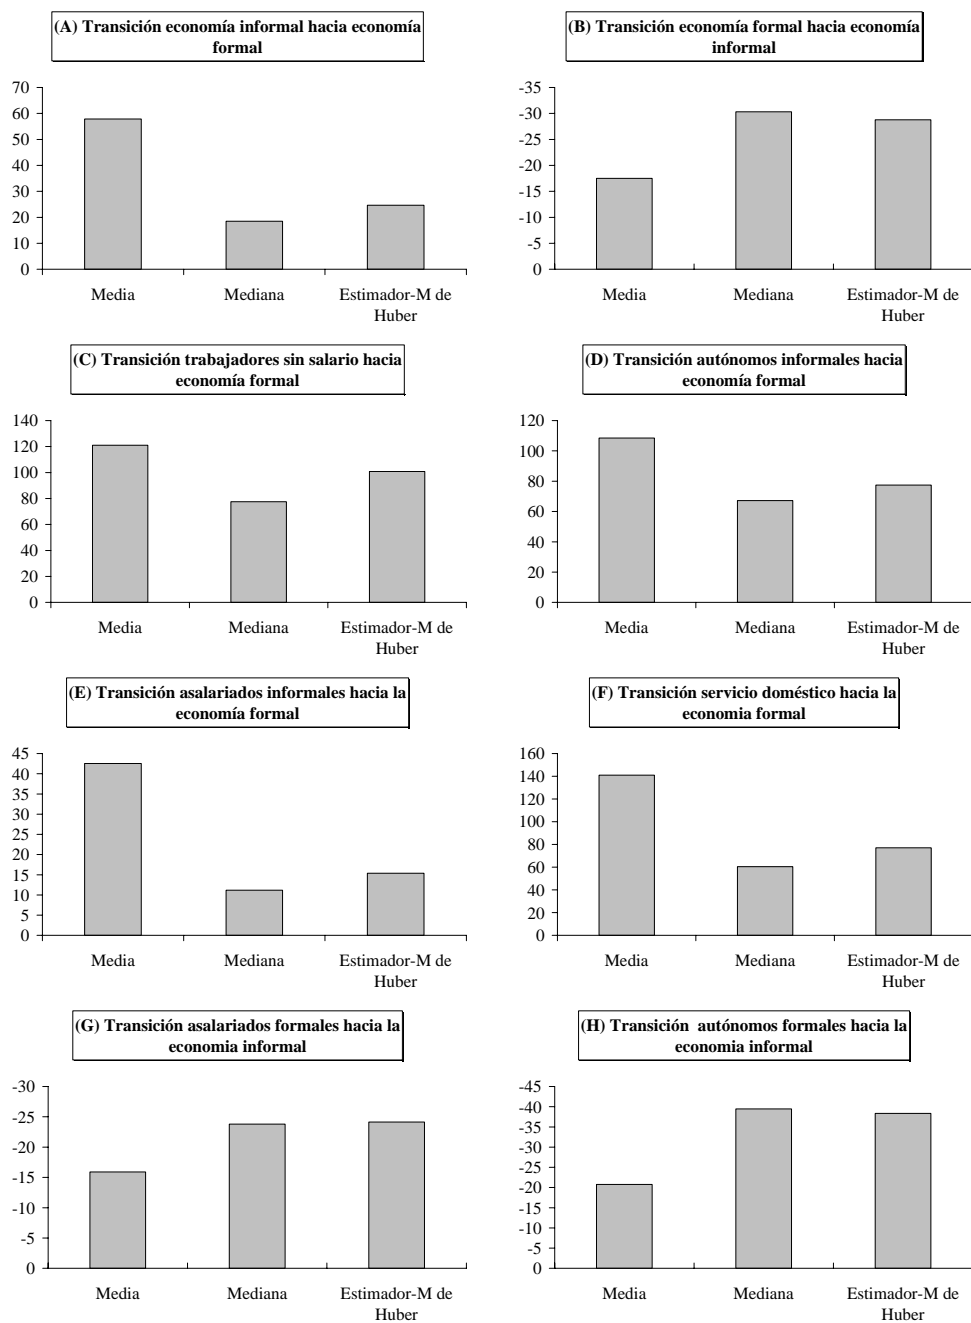 (A) Transición economía informal hacia economía
formal
70
60
50
40
30
20
10
0
Media
Mediana
Estimador-M de
Huber
(B) Transición economía formal hacia economía
informal
-35
-30
-25
-20
-15
-10
-5
0
Media
Mediana
Estimador-M de
Huber
(C) Transición trabajadores sin salario hacia
economía formal
140
120
100
80
60
40
20
0
Media
Mediana
Estimador-M de
Huber
(D) Transición autónomos informales hacia
economía formal
120
100
80
60
40
20
0
Media
Mediana
Estimador-M de
Huber
(E) Transición asalariados informales hacia la
economía formal
45
40
35
30
25
20
15
10
5
0
Media
Mediana
Estimador-M de
Huber
(F) Transición servicio doméstico hacia la
economia formal
160
140
120
100
80
60
40
20
0
Media
Mediana
Estimador-M de
Huber
(G) Transición asalariados formales hacia la
economia informal
-30
-25
-20
-15
-10
-5
0
Media
Mediana
Estimador-M de
Huber
(H) Transición autónomos formales hacia la
economia informal
-45
-40
-35
-30
-25
-20
-15
-10
-5
0
Media
Mediana
Estimador-M de
Huber